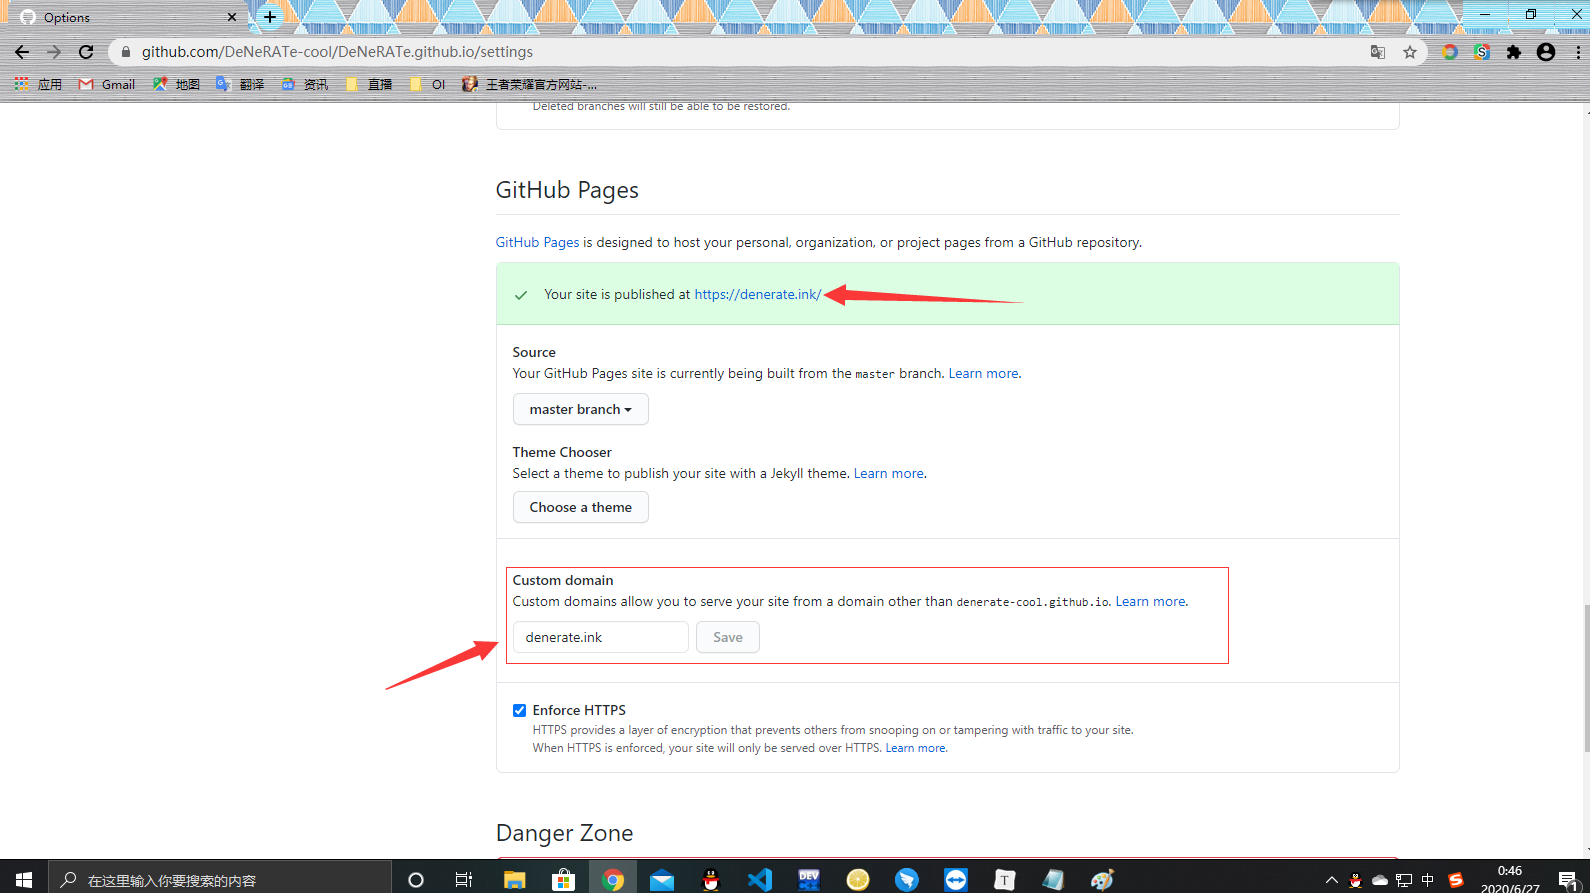 Options
github.com/DeNeRATe-cool/DeNeRATe.github.io/settings
应用 Gmail 地图 翻译 资讯 直播 OI 王者荣耀官方网站-...
Deleted branches will still be able to be restored.
GitHub Pages
GitHub Pages is designed to host your personal, organization, or project pages from a GitHub repository.
Your site is published at https://denerate.ink/
Source
Your GitHub Pages site is currently being built from the master branch. Learn more.
master branch
Theme Chooser
Select a theme to publish your site with a Jekyll theme. Learn more.
Choose a theme
Custom domain
Custom domains allow you to serve your site from a domain other than denerate-cool.github.io. Learn more.
denerate.ink Save
Enforce HTTPS
HTTPS provides a layer of encryption that prevents others from snooping on or tampering with traffic to your site.
When HTTPS is enforced, your site will only be served over HTTPS. Learn more.
Danger Zone
在这里输入你要搜索的内容
DEV
T
中
S
0:46
2020/6/27
1